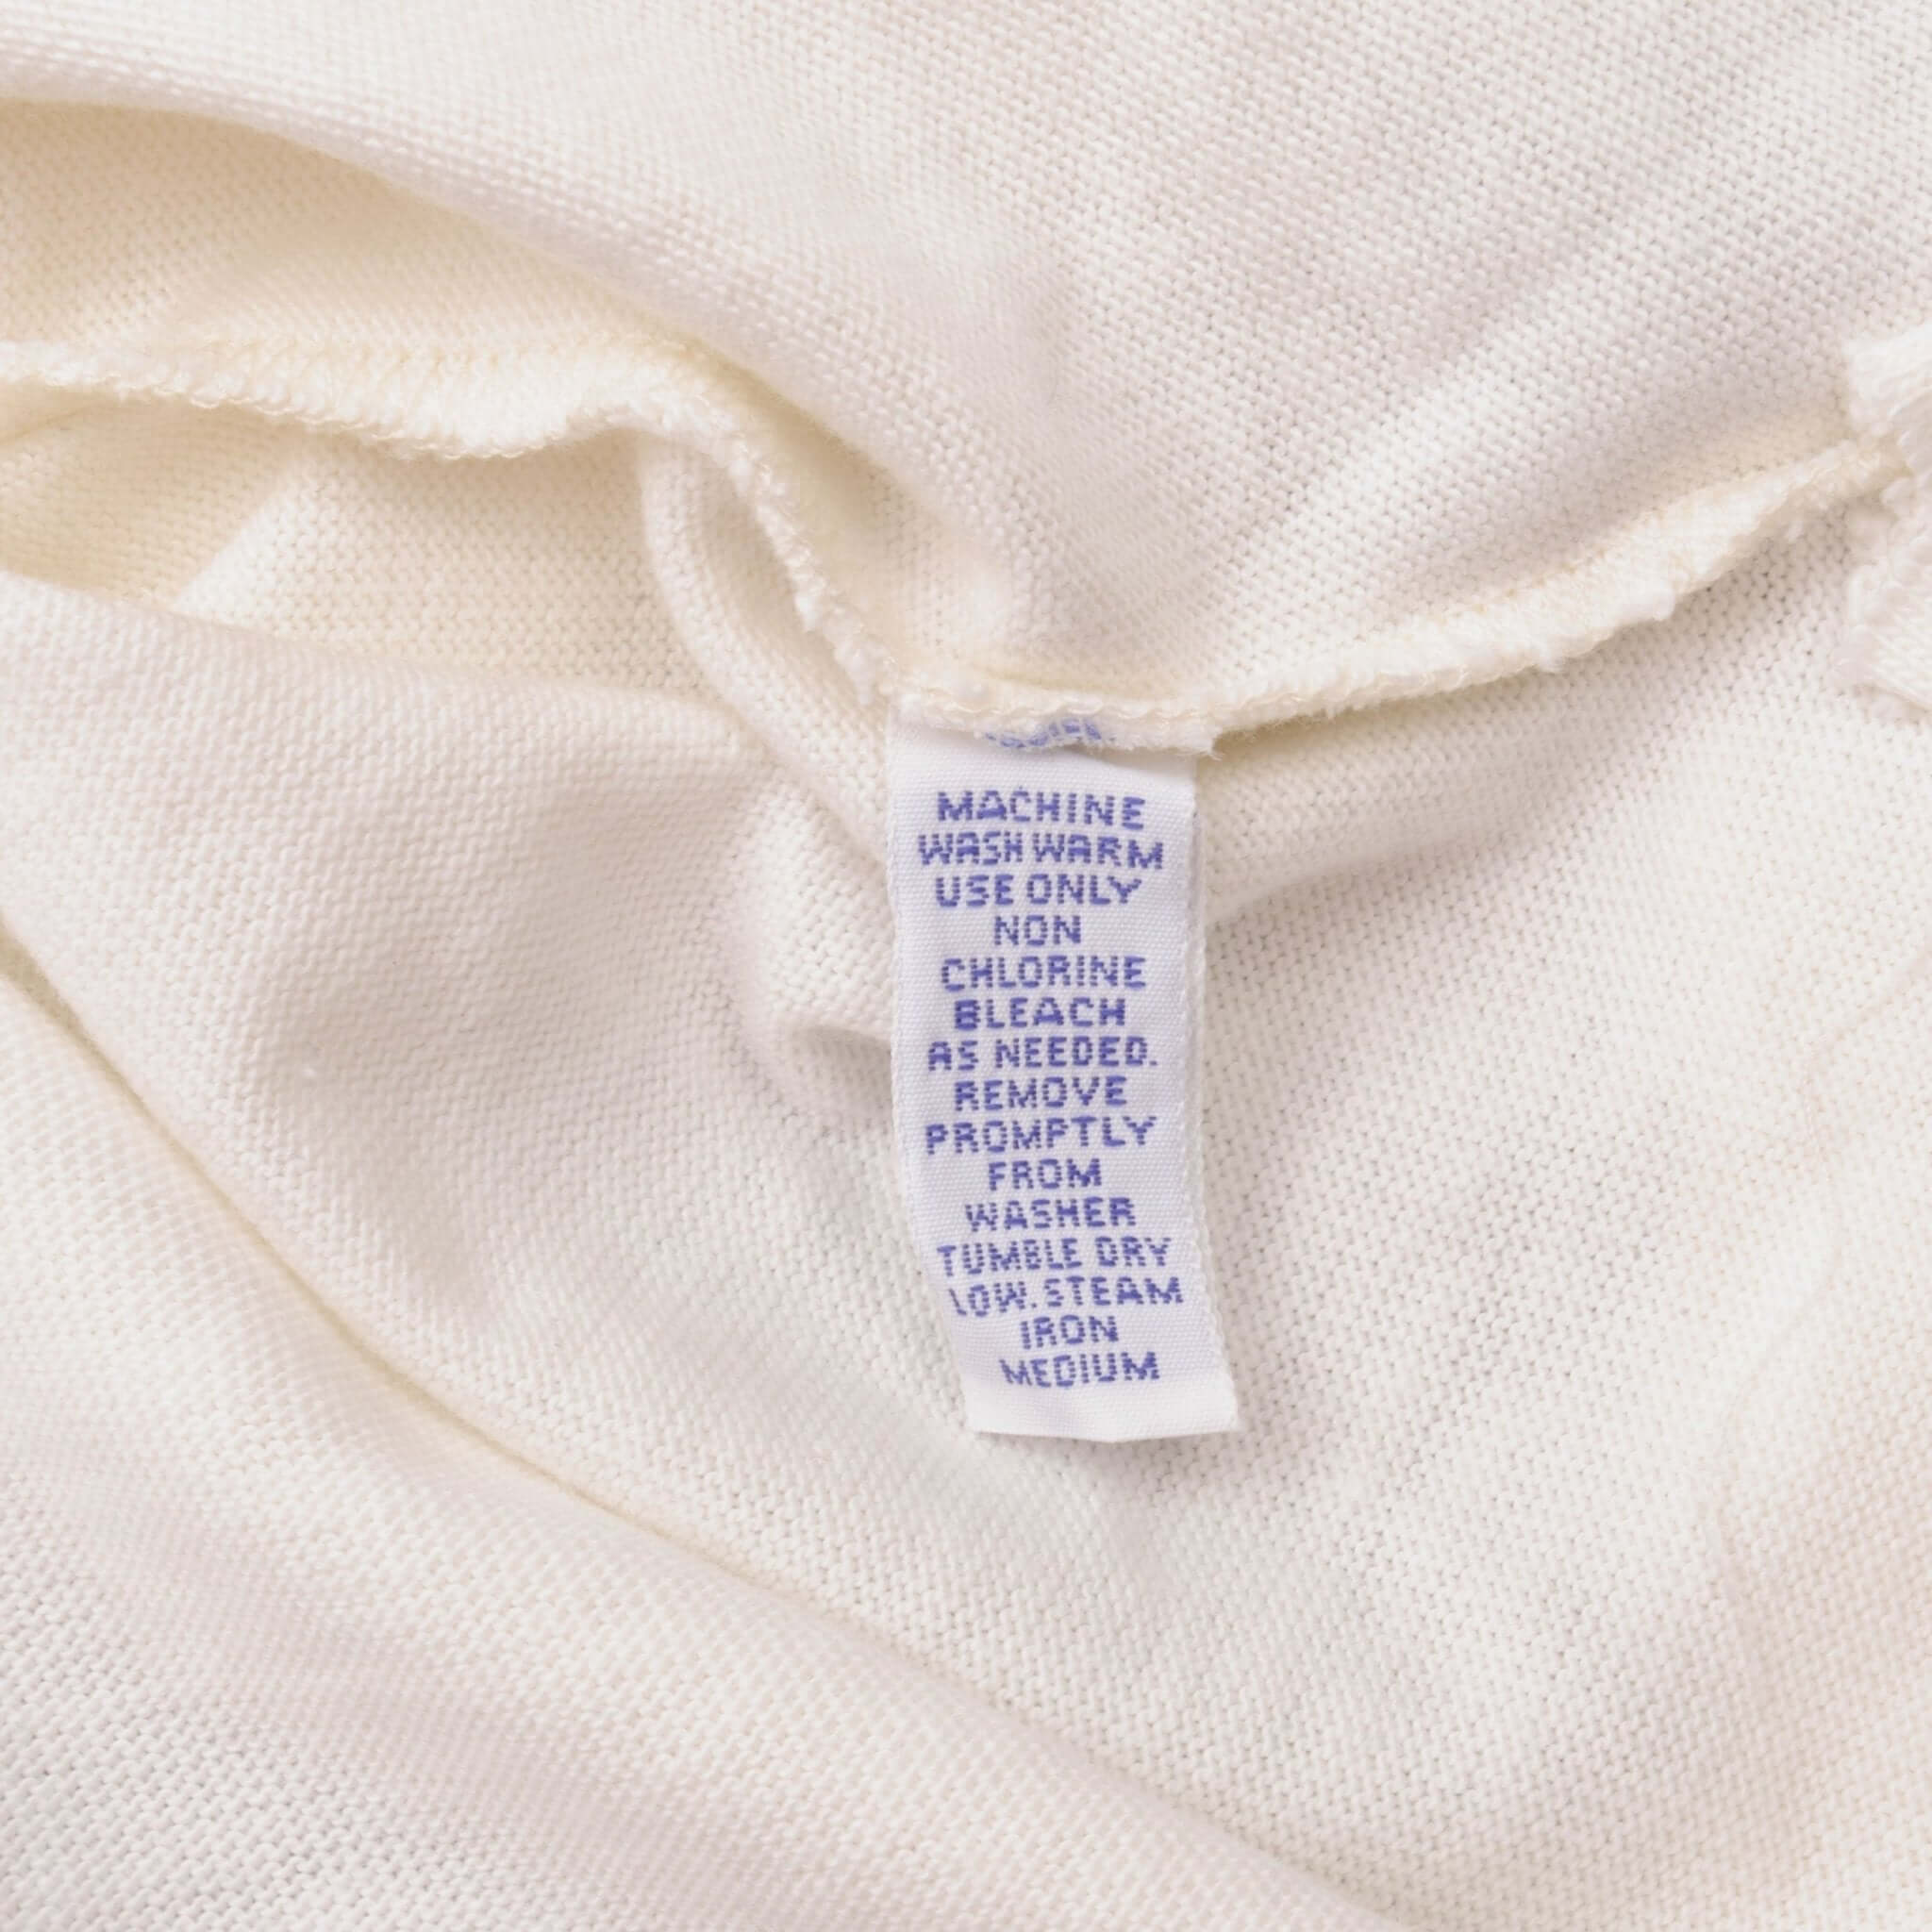 MACHINE
WASH WARM
USE ONLY
NON
CHLORINE
BLEACH
AS NEEDED.
REMOVE
PROMPTLY
FROM
WASHER
TUMBLE DRY
LOW. STEAM
IRON
MEDIUM